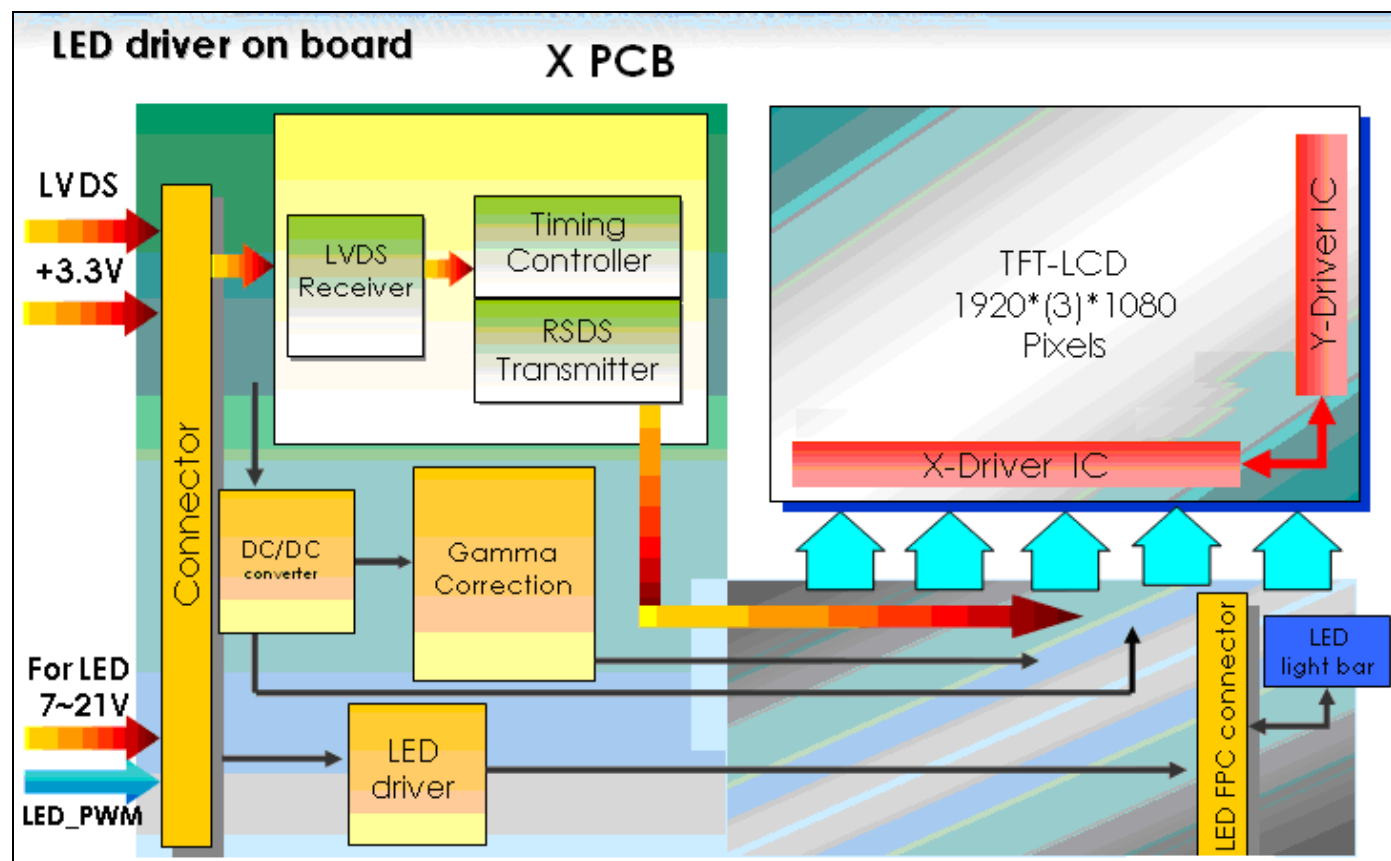 LED driver on board
X PCB
LVDS
+3.3V
For LED
7~21V
LED_PWM
Connector
LVDS
Receiver
Timing
Controller
RSDS
Transmitter
DC/DC
converter
Gamma
Correction
LED
driver
TFT-LCD
1920*(3)*1080
Pixels
Y-Driver IC
X-Driver IC
LED FPC connector
LED
light bar